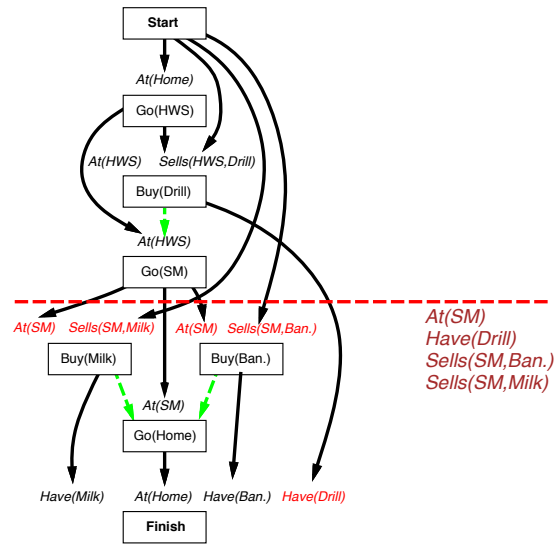 Start
At(Home)
Go(HWS)
At(HWS) Sells(HWS,Drill)
Buy(Drill)
At(HWS)
Go(SM)
At(SM) Sells(SM,Milk) At(SM) Sells(SM,Ban.)
Buy(Milk) Buy(Ban.)
At(SM)
Go(Home)
Have(Milk) At(Home) Have(Ban.) Have(Drill)
Finish
At(SM)
Have(Drill)
Sells(SM,Ban.)
Sells(SM,Milk)